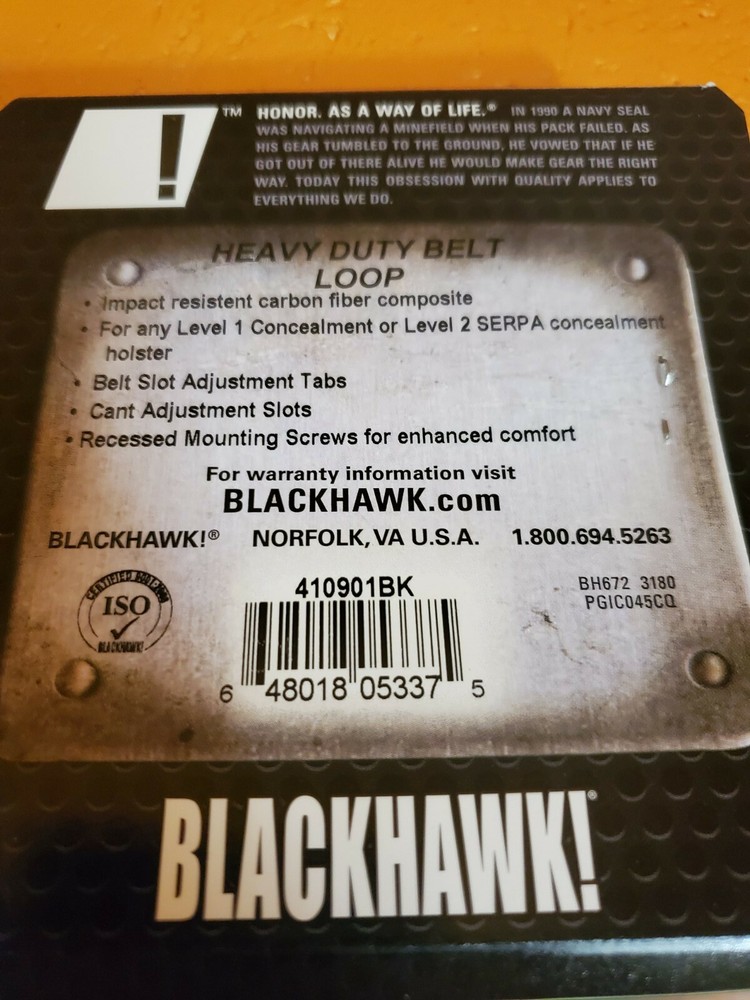 ! ™ HONOR. AS A WAY OF LIFE.® IN 1990 A NAVY SEAL
WAS NAVIGATING A MINEFIELD WHEN HIS PACK FAILED. AS
HIS GEAR TUMBLED TO THE GROUND, HE VOWED THAT IF HE
GOT OUT OF THERE ALIVE HE WOULD MAKE GEAR THE RIGHT
WAY. TODAY THIS OBSESSION WITH QUALITY APPLIES TO
EVERYTHING WE DO.
HEAVY DUTY BELT
LOOP
• Impact resistent carbon fiber composite
• For any Level 1 Concealment or Level 2 SERPA concealment
holster
• Belt Slot Adjustment Tabs
• Cant Adjustment Slots
• Recessed Mounting Screws for enhanced comfort
For warranty information visit
BLACKHAWK.com
BLACKHAWK!® NORFOLK, VA U.S.A. 1.800.694.5263
CERTIFIED
ISO
BLACKHAWK!
410901BK
6 48018 05337 5
BH672 3180
PGIC045CQ
BLACKHAWK!®